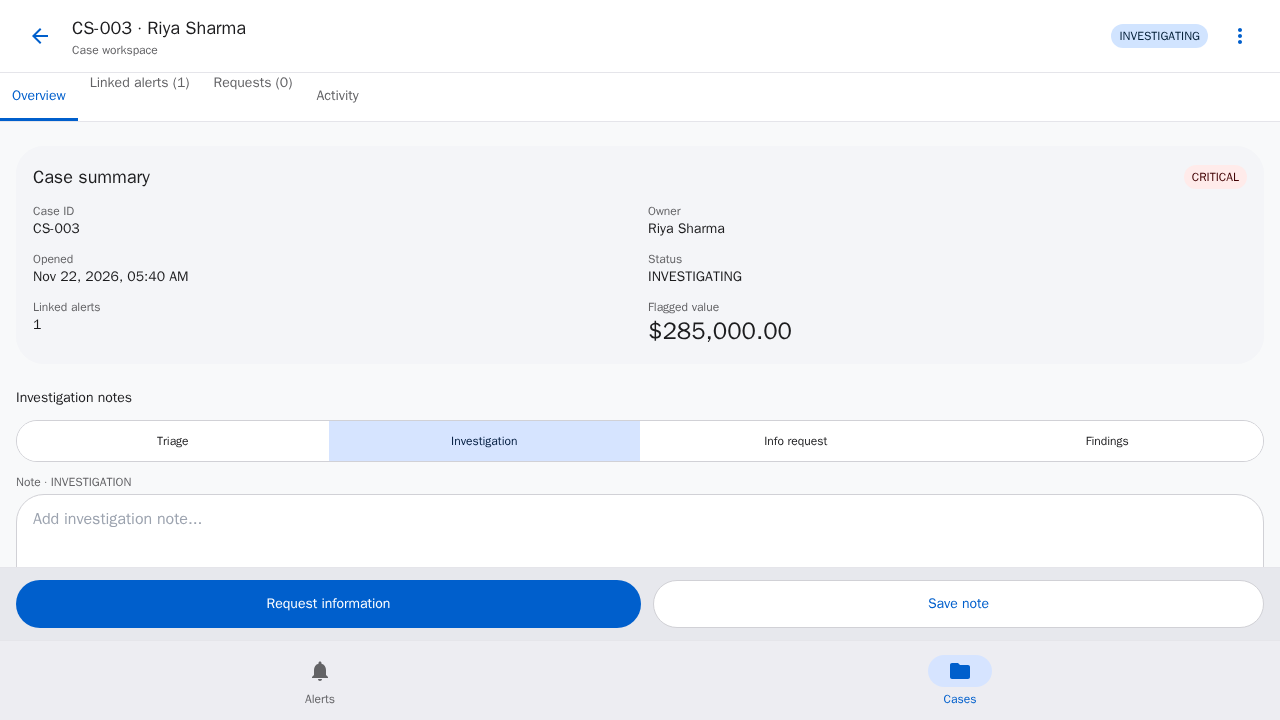 CS-003 · Riya Sharma
Case workspace
INVESTIGATING
Overview
Linked alerts (1)
Requests (0)
Activity
Case summary
CRITICAL
Case ID
CS-003
Owner
Riya Sharma
Opened
Nov 22, 2026, 05:40 AM
Status
INVESTIGATING
Linked alerts
1
Flagged value
$285,000.00
Investigation notes
Triage
Investigation
Info request
Findings
Note · INVESTIGATION
Add investigation note...
Request information
Save note
Alerts
Cases